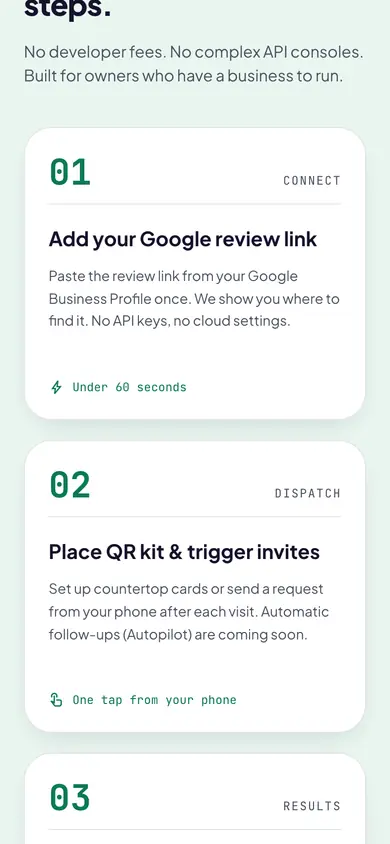 steps.
No developer fees. No complex API consoles.
Built for owners who have a business to run.
01
CONNECT
Add your Google review link
Paste the review link from your Google
Business Profile once. We show you where to
find it. No API keys, no cloud settings.
Under 60 seconds
02
DISPATCH
Place QR kit & trigger invites
Set up countertop cards or send a request
from your phone after each visit. Automatic
follow-ups (Autopilot) are coming soon.
One tap from your phone
03
RESULTS